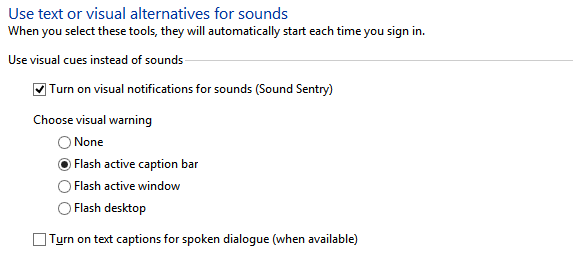 Use text or visual alternatives for sounds
When you select these tools, they will automatically start each time you sign in.
Use visual cues instead of sounds
Turn on visual notifications for sounds (Sound Sentry)
Choose visual warning
None
Flash active caption bar
Flash active window
Flash desktop
Turn on text captions for spoken dialogue (when available)